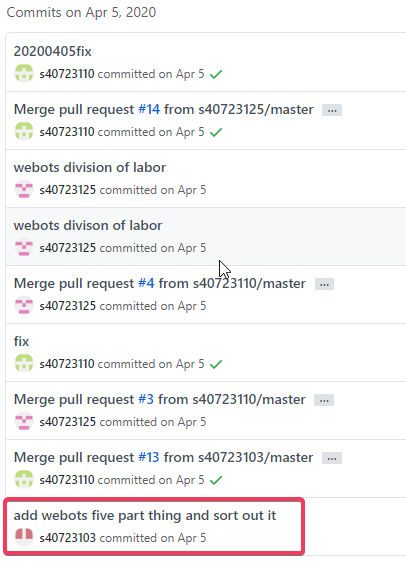 Commits on Apr 5, 2020
20200405fix
s40723110 committed on Apr 5
Merge pull request #14 from s40723125/master ...
s40723110 committed on Apr 5
webots division of labor
s40723125 committed on Apr 5
webots divison of labor
s40723125 committed on Apr 5
Merge pull request #4 from s40723110/master ...
s40723125 committed on Apr 5
fix
s40723110 committed on Apr 5
Merge pull request #3 from s40723110/master ...
s40723125 committed on Apr 5
Merge pull request #13 from s40723103/master ...
s40723110 committed on Apr 5
add webots five part thing and sort out it
s40723103 committed on Apr 5